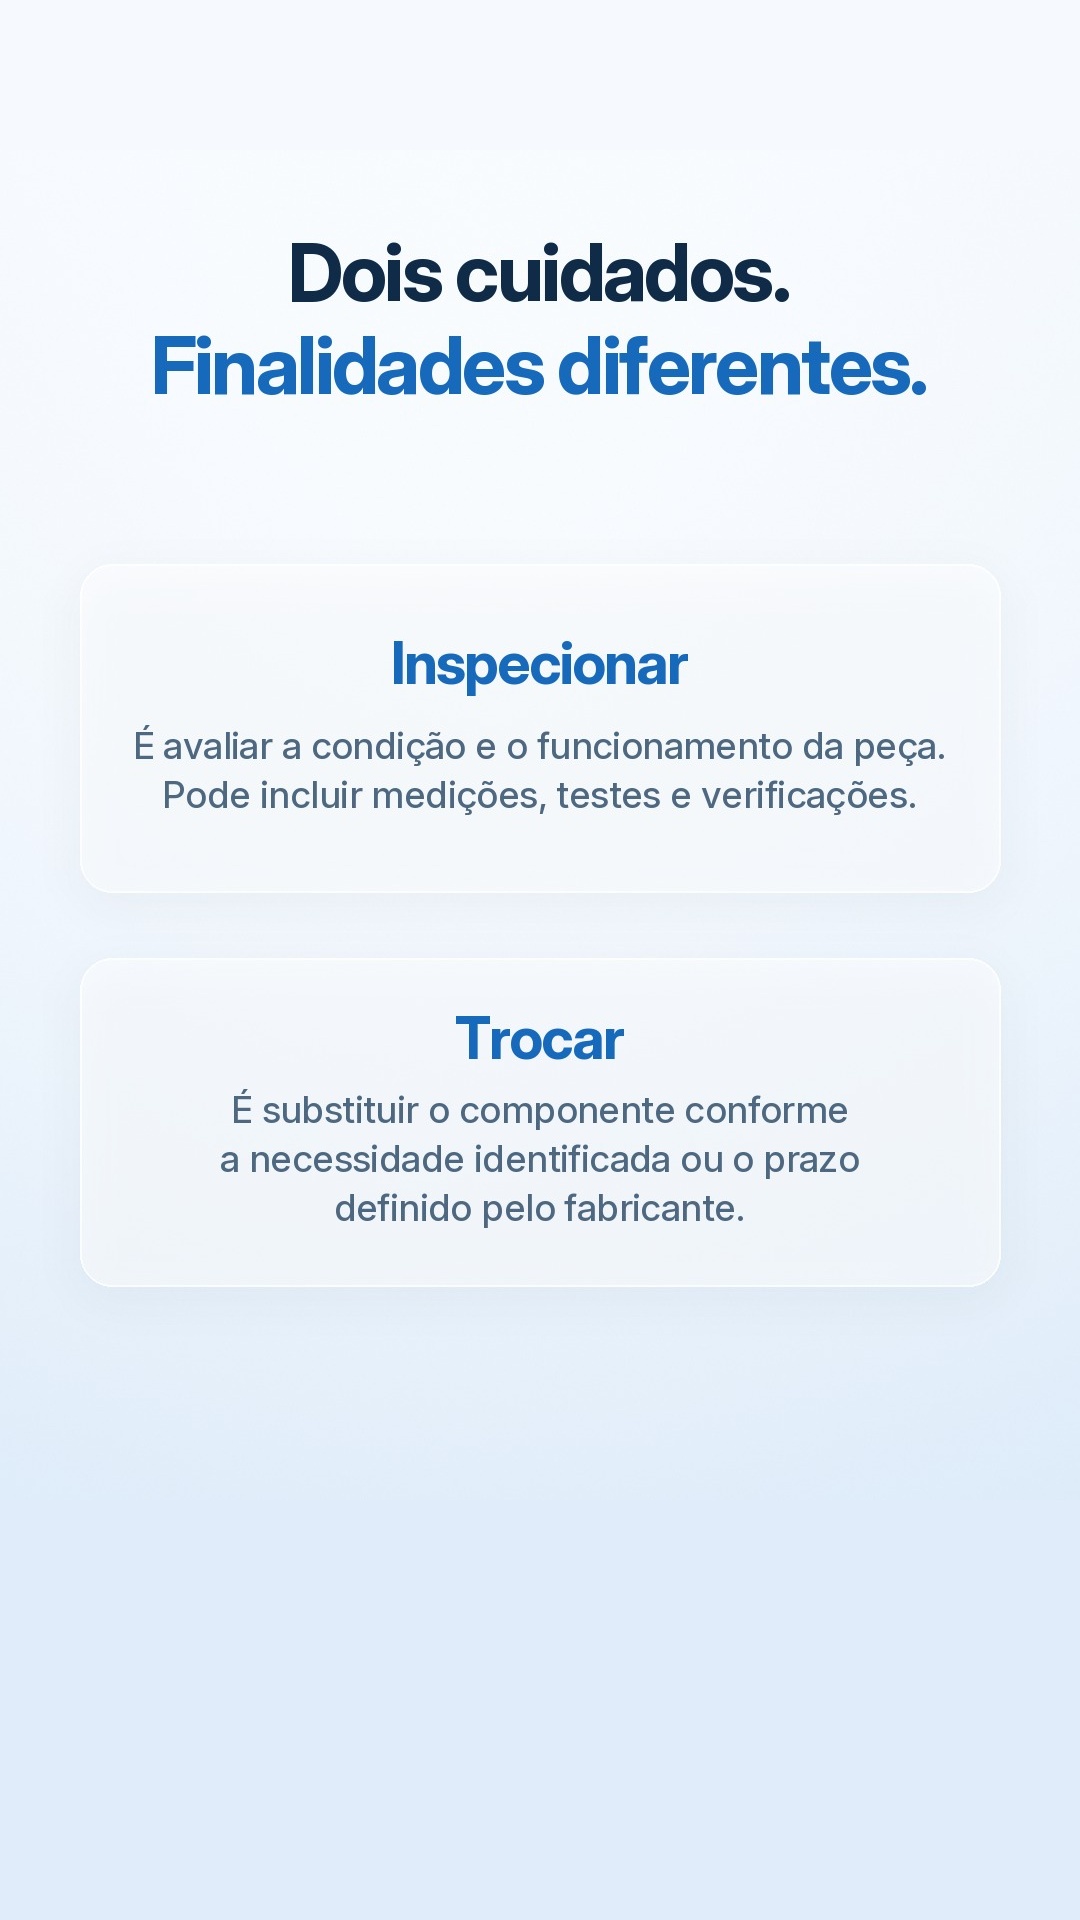 Dois cuidados.
Finalidades diferentes.
Inspecionar
É avaliar a condição e o funcionamento da peça.
Pode incluir medições, testes e verificações.
Trocar
É substituir o componente conforme
a necessidade identificada ou o prazo
definido pelo fabricante.